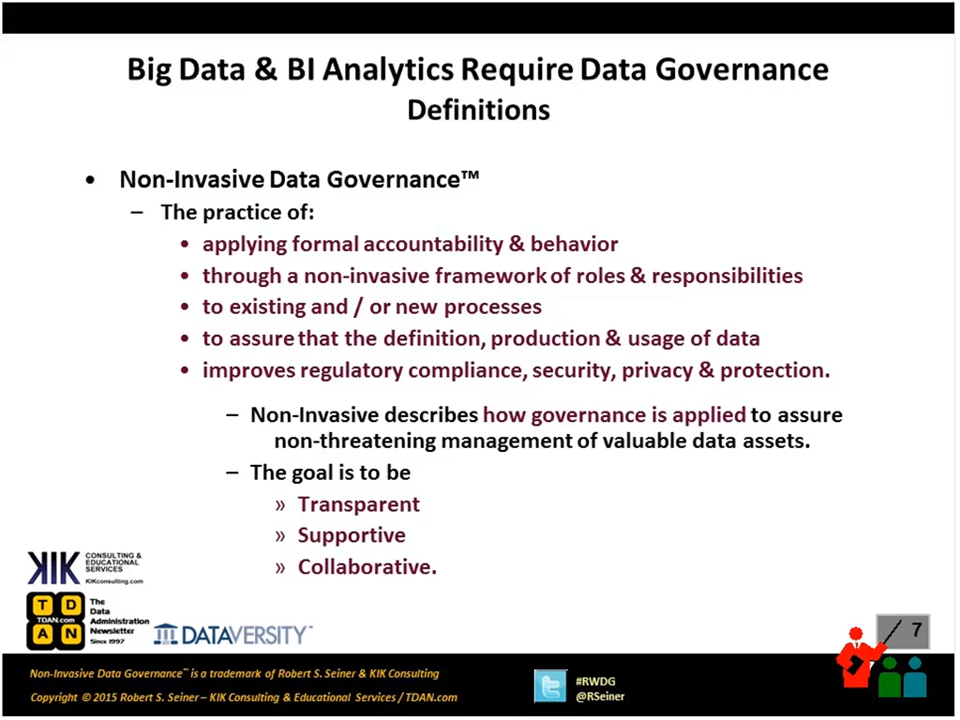 Big Data & BI Analytics Require Data Governance
Definitions
• Non-Invasive Data Governance™
– The practice of:
• applying formal accountability & behavior
• through a non-invasive framework of roles & responsibilities
• to existing and / or new processes
• to assure that the definition, production & usage of data
• improves regulatory compliance, security, privacy & protection.
– Non-Invasive describes how governance is applied to assure
non-threatening management of valuable data assets.
– The goal is to be
» Transparent
» Supportive
» Collaborative.
KIK CONSULTING &
EDUCATIONAL
SERVICES
KIKconsulting.com
T D
TDAN.com
A N
The
Data
Administration
Newsletter
Since 1997
DATAVERSITY™
7
Non-Invasive Data Governance™ is a trademark of Robert S. Seiner & KIK Consulting
Copyright © 2015 Robert S. Seiner – KIK Consulting & Educational Services / TDAN.com
#RWDG
@RSeiner